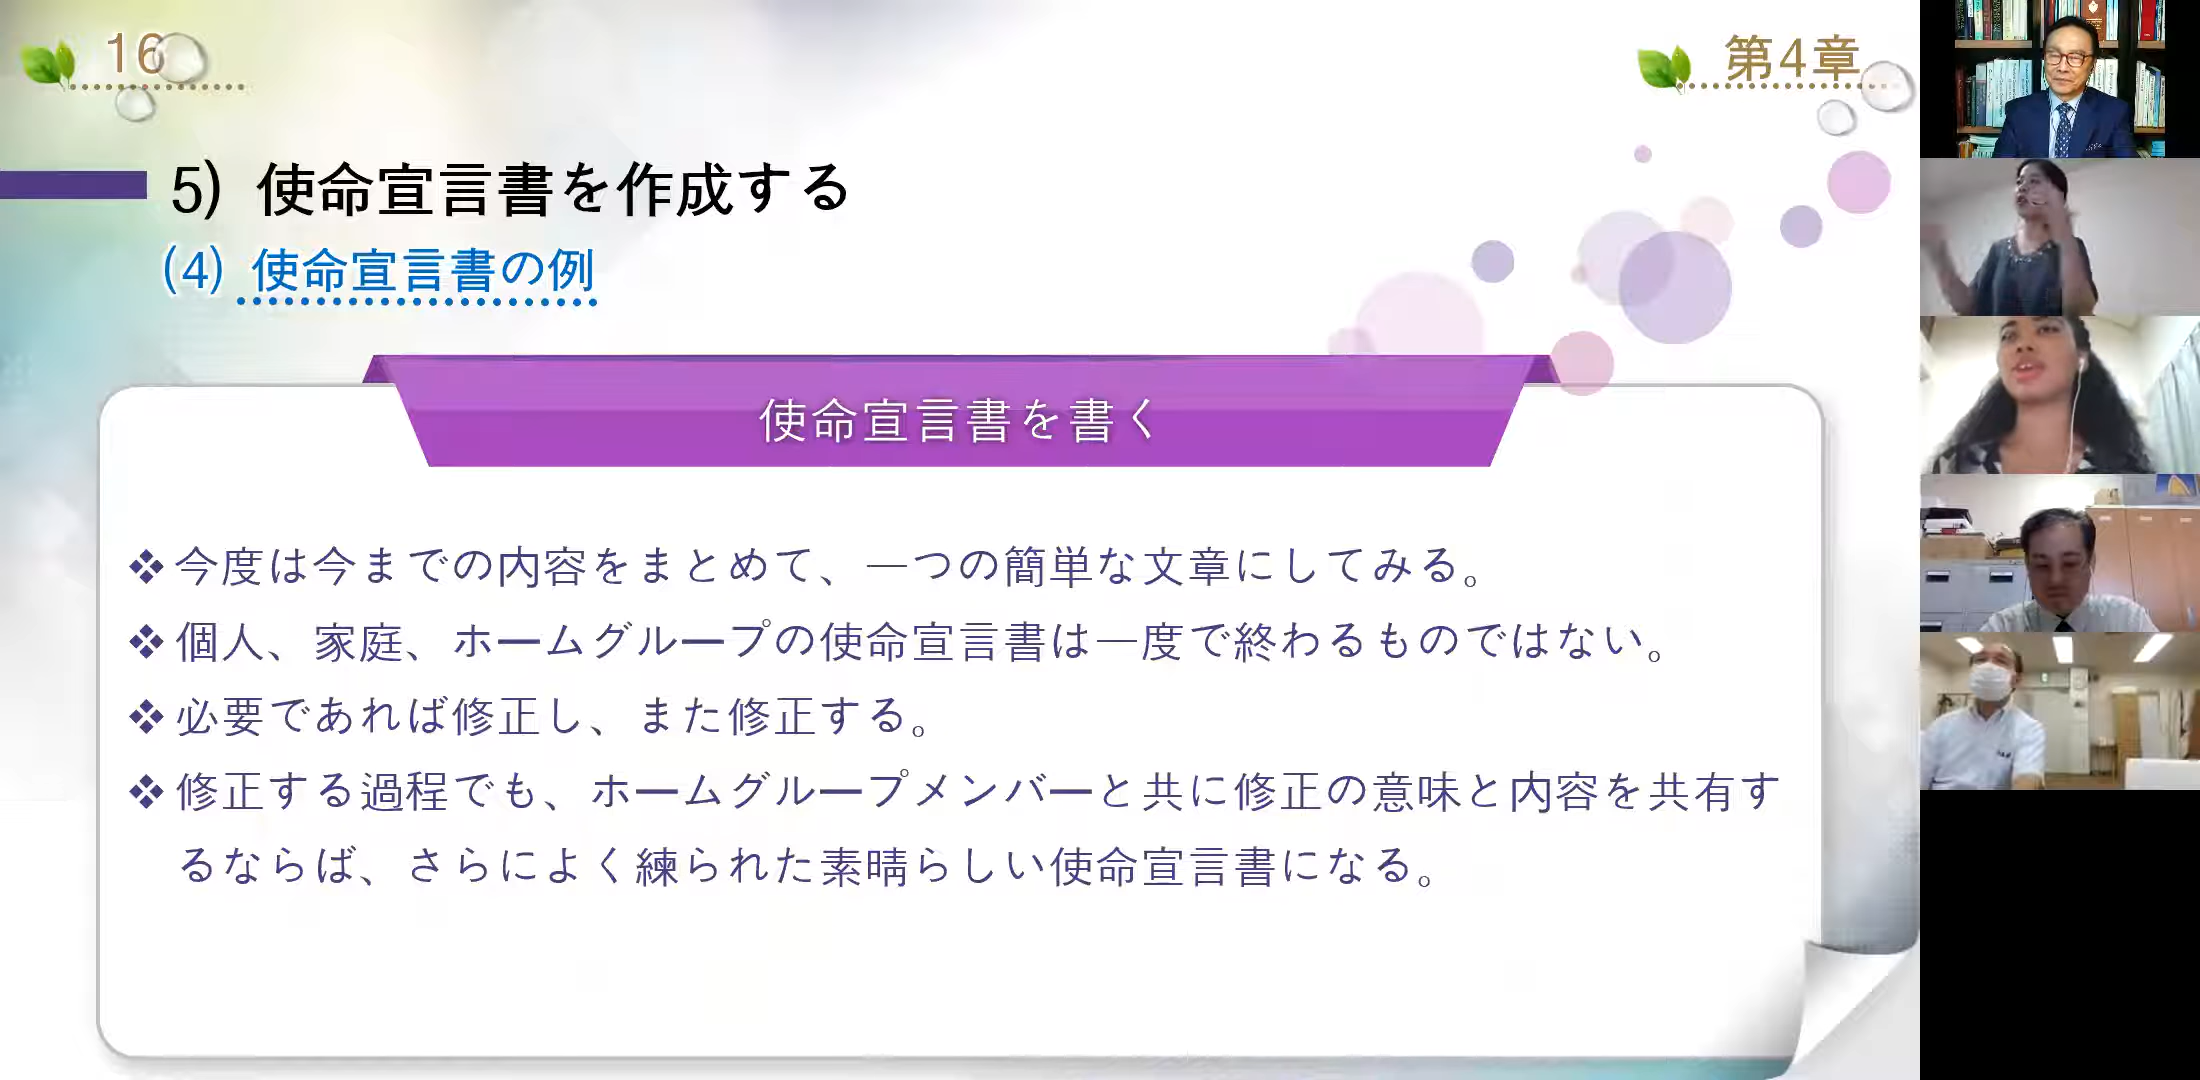 16
第4章
5) 使命宣言書を作成する
(4) 使命宣言書の例
使命宣言書を書く
❖ 今度は今までの内容をまとめて、一つの簡単な文章にしてみる。
❖ 個人、家庭、ホームグループの使命宣言書は一度で終わるものではない。
❖ 必要であれば修正し、また修正する。
❖ 修正する過程でも、ホームグループメンバーと共に修正の意味と内容を共有す
るならば、さらによく練られた素晴らしい使命宣言書になる。